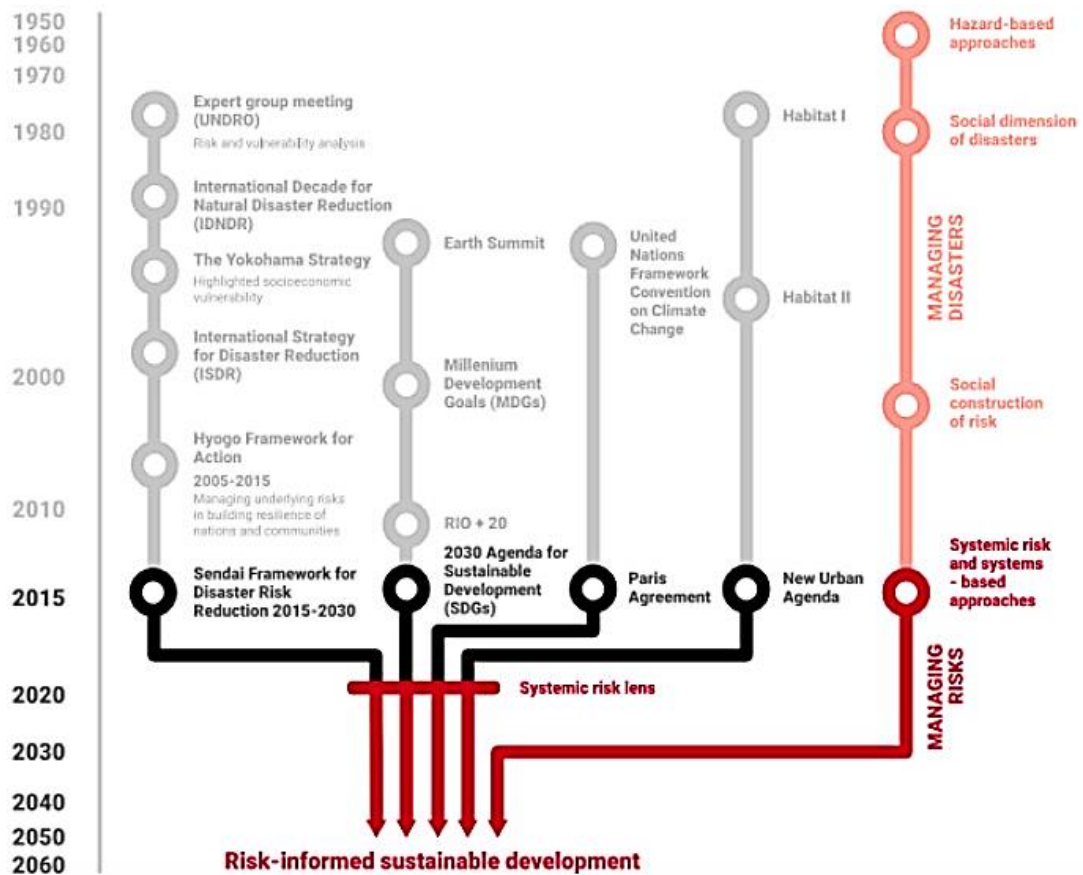 1950
1960
1970
1980
1990
2000
2010
2015
2020
2030
2040
2050
2060
Expert group meeting
(UNDRO)
Risk and vulnerability analysis
International Decade for
Natural Disaster Reduction
(IDNDR)
The Yokohama Strategy
Highlighted socioeconomic
vulnerability
International Strategy
for Disaster Reduction
(ISDR)
Hyogo Framework for
Action
2005-2015
Managing underlying risks
in building resilience of
nations and communities
Sendai Framework for
Disaster Risk
Reduction 2015-2030
Earth Summit
Millenium
Development
Goals (MDGs)
RIO + 20
2030 Agenda for
Sustainable
Development
(SDGs)
United
Nations
Framework
Convention
on Climate
Change
Paris
Agreement
Habitat I
Habitat II
New Urban
Agenda
Hazard-based
approaches
Social dimension
of disasters
MANAGING
DISASTERS
Social
construction
of risk
Systemic risk
and systems
- based
approaches
MANAGING
RISKS
Systemic risk lens
Risk-informed sustainable development